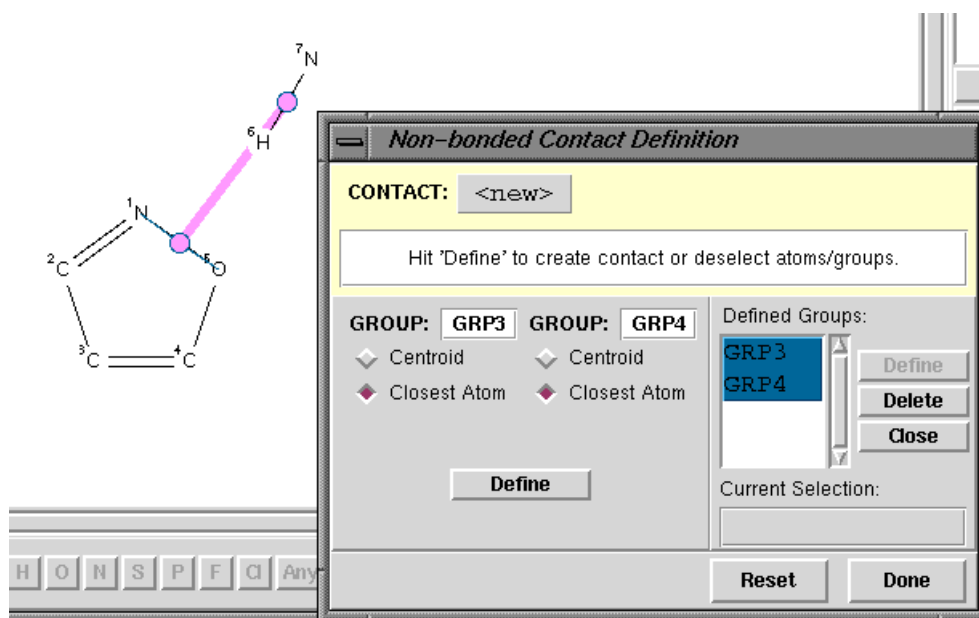 7N
6H
1N
2C
5O
3C
4C
Non-bonded Contact Definition
CONTACT: <new>
Hit 'Define' to create contact or deselect atoms/groups.
GROUP: GRP3 GROUP: GRP4
Centroid Centroid
Closest Atom Closest Atom
Define
Defined Groups:
GRP3
GRP4
Define
Delete
Close
Current Selection:
H O N S P F Cl Any
Reset Done